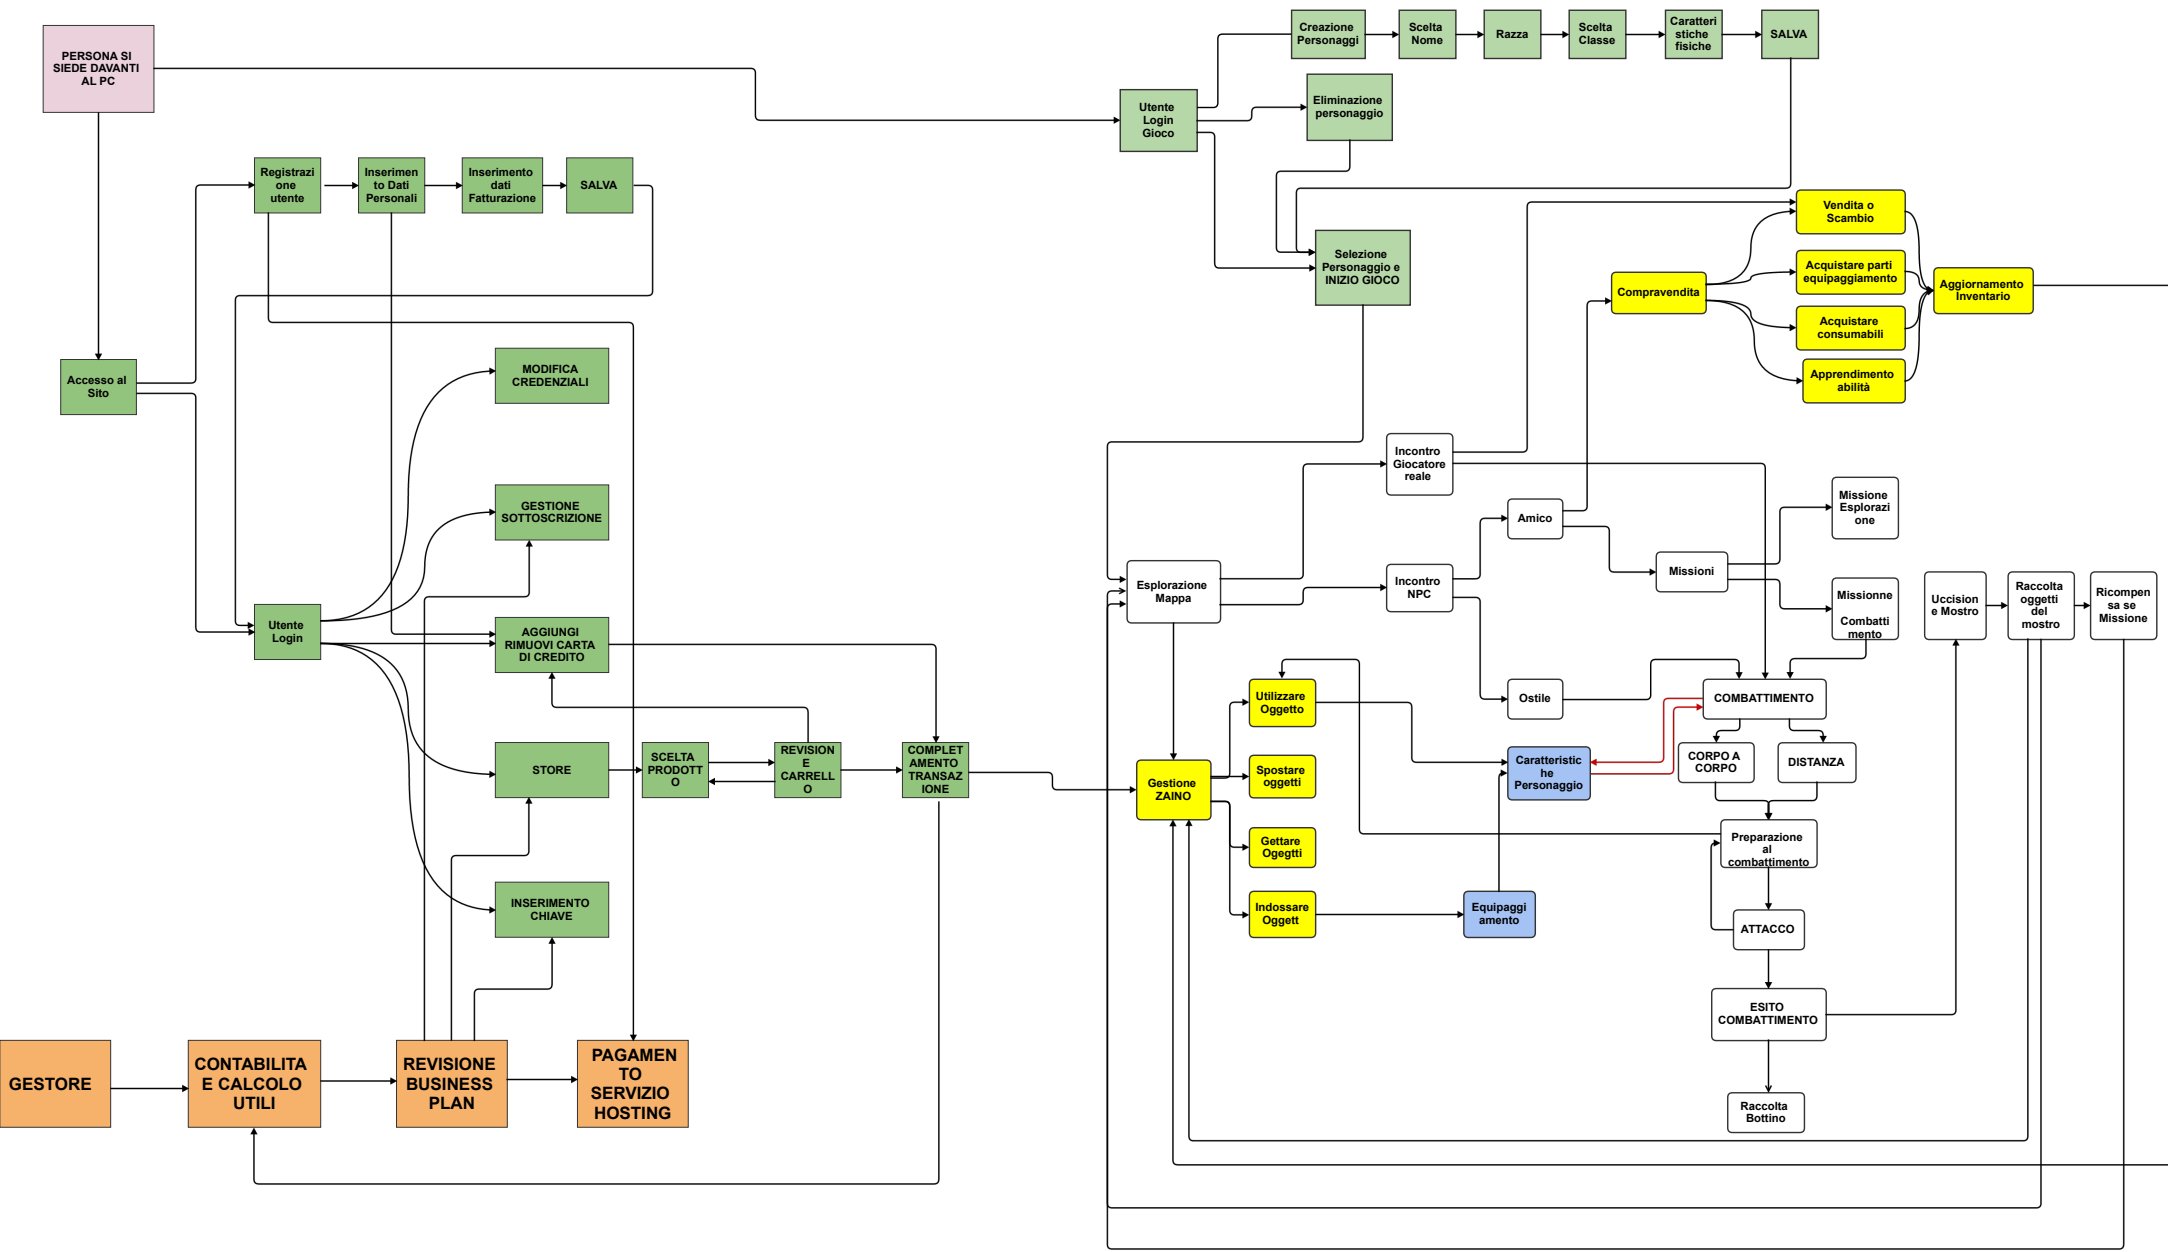 PERSONA SI
SIEDE DAVANTI
AL PC
Creazione
Personaggi
Scelta
Nome
Razza
Scelta
Classe
Caratteri
stiche
fisiche
SALVA
Utente
Login
Gioco
Eliminazione
personaggio
Registrazi
one
utente
Inserimen
to Dati
Personali
Inserimento
dati
Fatturazione
SALVA
Selezione
Personaggio e
INIZIO GIOCO
Vendita o
Scambio
Acquistare parti
equipaggiamento
Compravendita
Aggiornamento
Inventario
Acquistare
consumabili
Apprendimento
abilità
Accesso al
Sito
MODIFICA
CREDENZIALI
GESTIONE
SOTTOSCRIZIONE
Incontro
Giocatore
reale
Amico
Missione
Esplorazi
one
Esplorazione
Mappa
Incontro
NPC
Missioni
Missionne
Combatti
mento
Uccision
e Mostro
Raccolta
oggetti
del
mostro
Ricompen
sa se
Missione
Utente
Login
AGGIUNGI
RIMUOVI CARTA
DI CREDITO
Utilizzare
Oggetto
Ostile
COMBATTIMENTO
STORE
SCELTA
PRODOTT
O
REVISION
E
CARRELL
O
COMPLET
AMENTO
TRANSAZ
IONE
Gestione
ZAINO
Spostare
oggetti
Caratteristic
he
Personaggio
CORPO A
CORPO
DISTANZA
Gettare
Ogegtti
Preparazione
al
combattimento
INSERIMENTO
CHIAVE
Indossare
Oggett
Equipaggi
amento
ATTACCO
ESITO
COMBATTIMENTO
GESTORE
CONTABILITA
E CALCOLO
UTILI
REVISIONE
BUSINESS
PLAN
PAGAMEN
TO
SERVIZIO
HOSTING
Raccolta
Bottino